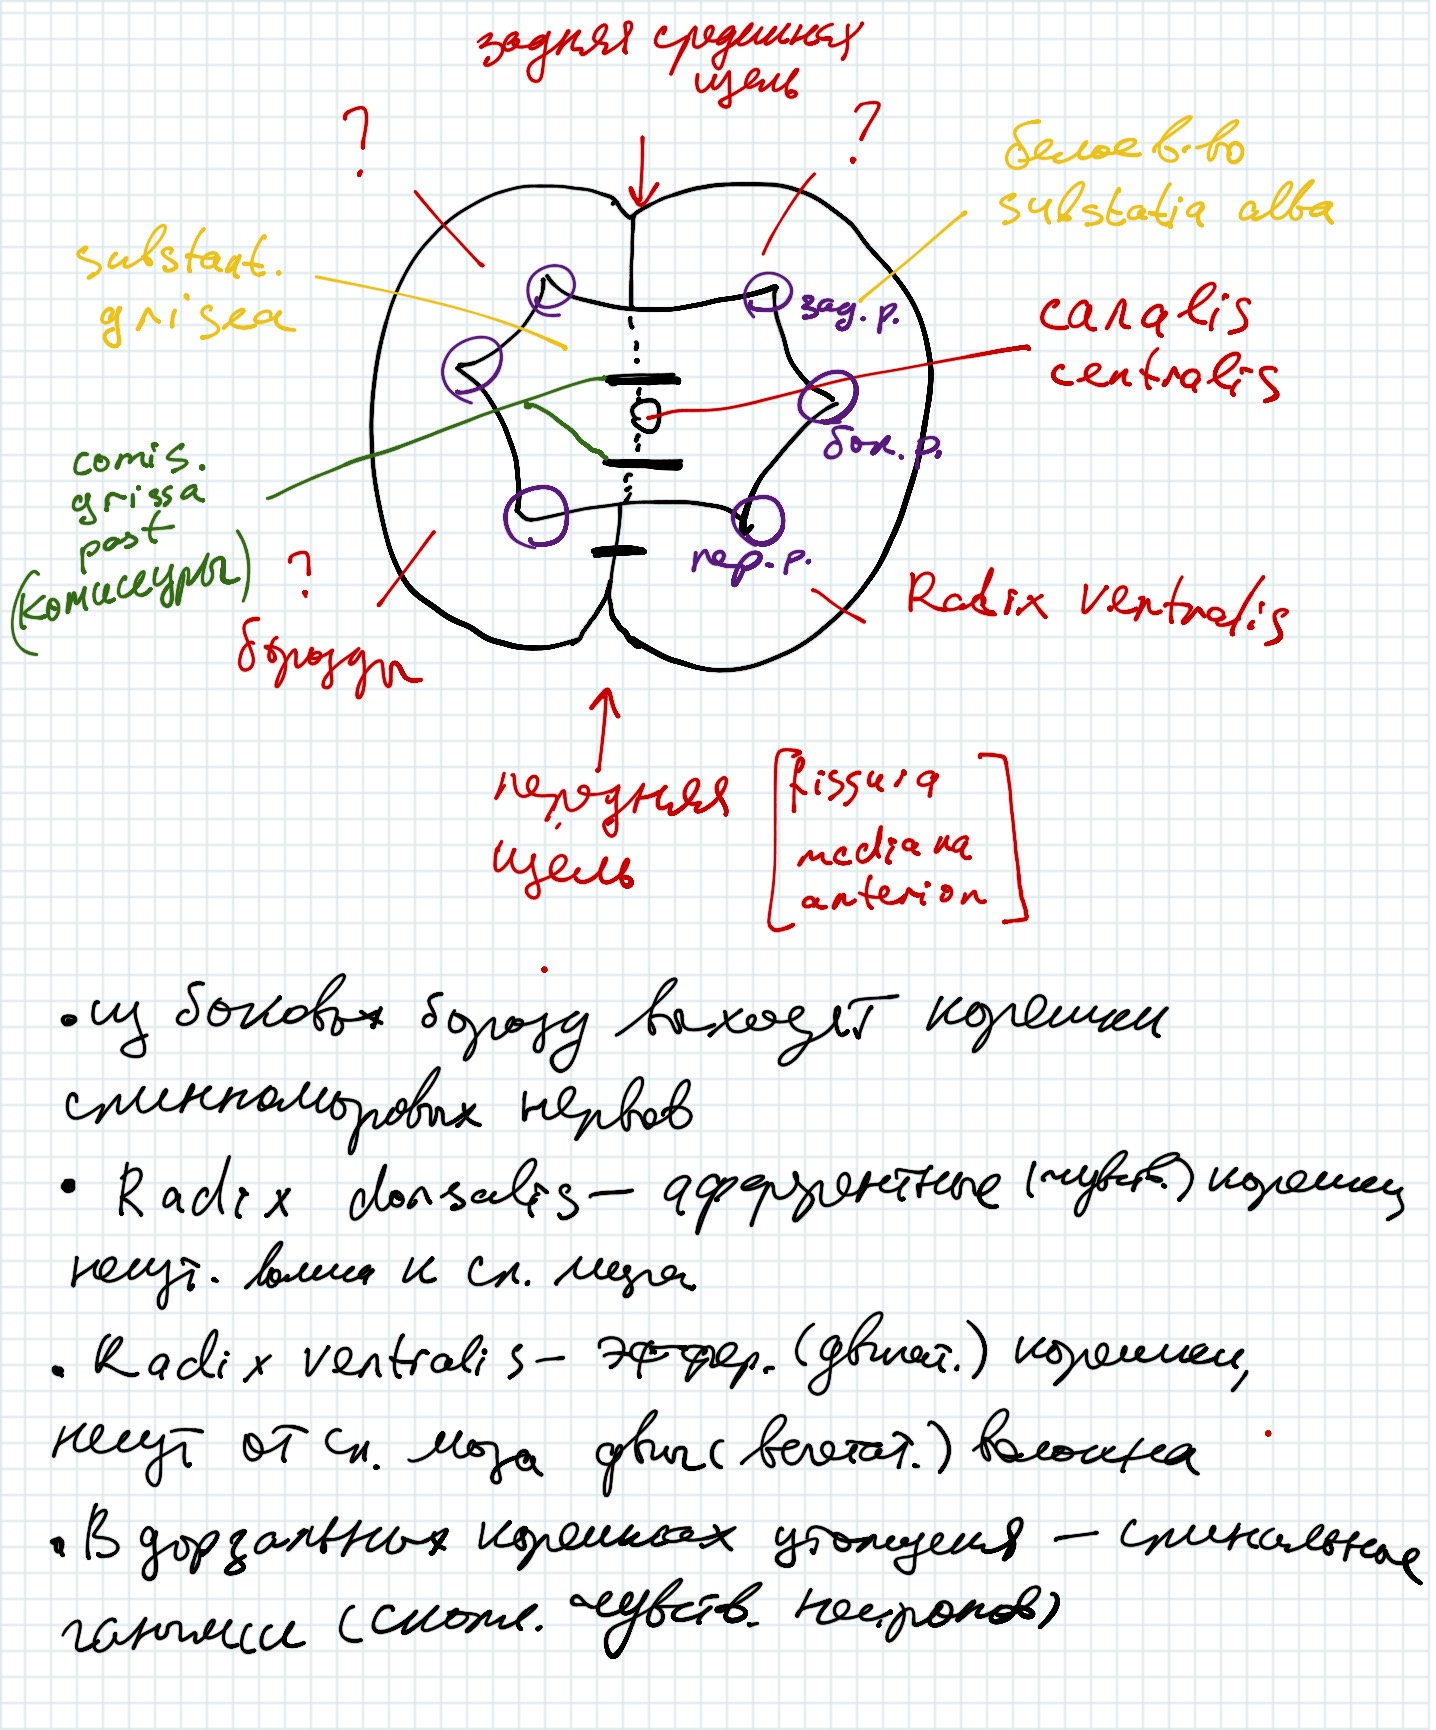 задняя срединная
щель
?
?
белое в-во
substatia alba
substant.
grisea
зад. р.
canalis
centralis
бок. р.
comis.
grissa
post
(комиссуры)
пер. р.
?
борозды
Radix ventralis
передняя
щель
fissura
mediana
anterion
• из боковых борозд выходят корешки
спинномозговых нервов
• Radix dorsalis – афферентные (чувств.) корешки
несут. волокна к сп. мозга
• Radix ventralis – эффер. (двигат.) корешки,
несут от сп. мозга двиг (вегетат.) волокна
• В дорзальных корешках утолщения – спинальные
ганглии (скопл. чувств. нейронов)